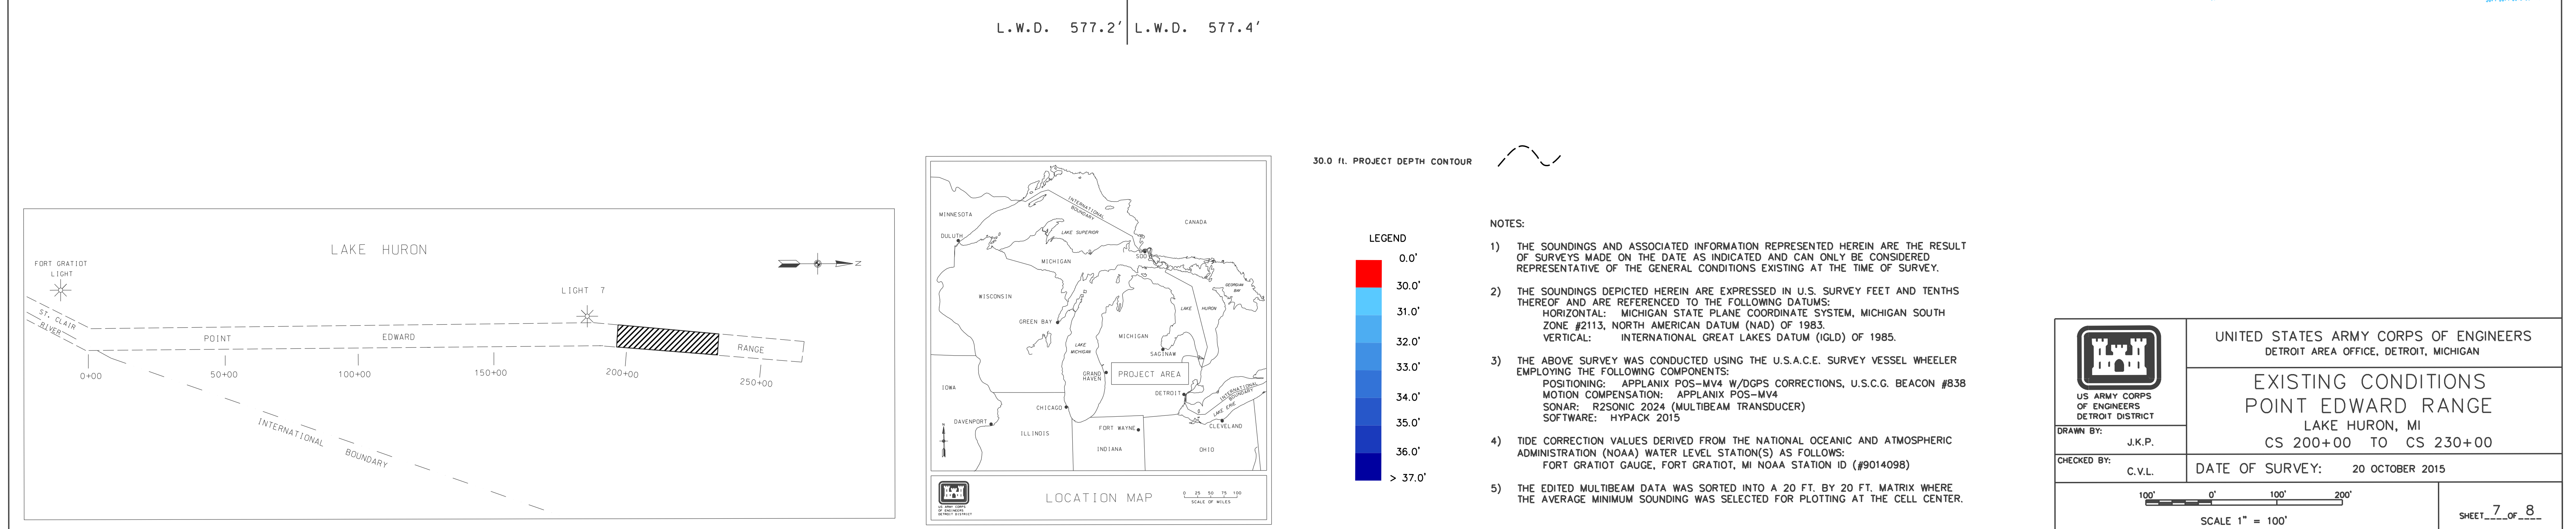 L.W.D. 577.2' L.W.D. 577.4'
LAKE HURON
FORT GRATIOT
LIGHT
N
LIGHT 7
ST. CLAIR
RIVER
POINT EDWARD RANGE
0+00 50+00 100+00 150+00 200+00 250+00
INTERNATIONAL BOUNDARY
INTERNATIONAL
BOUNDARY
MINNESOTA
CANADA
DULUTH
LAKE SUPERIOR
SOO
MICHIGAN
GEORGIAN
BAY
WISCONSIN
LAKE HURON
GREEN BAY
MICHIGAN
LAKE
MICHIGAN
SAGINAW
GRAND
HAVEN
PROJECT AREA
IOWA
DETROIT
INTERNATIONAL
BOUNDARY
LAKE ERIE
CHICAGO
DAVENPORT
FORT WAYNE
CLEVELAND
ILLINOIS
INDIANA
OHIO
US ARMY CORPS
OF ENGINEERS
DETROIT DISTRICT
LOCATION MAP
0 25 50 75 100
SCALE OF MILES
30.0 ft. PROJECT DEPTH CONTOUR
LEGEND
0.0'
30.0'
31.0'
32.0'
33.0'
34.0'
35.0'
36.0'
> 37.0'
NOTES:
1) THE SOUNDINGS AND ASSOCIATED INFORMATION REPRESENTED HEREIN ARE THE RESULT
OF SURVEYS MADE ON THE DATE AS INDICATED AND CAN ONLY BE CONSIDERED
REPRESENTATIVE OF THE GENERAL CONDITIONS EXISTING AT THE TIME OF SURVEY.
2) THE SOUNDINGS DEPICTED HEREIN ARE EXPRESSED IN U.S. SURVEY FEET AND TENTHS
THEREOF AND ARE REFERENCED TO THE FOLLOWING DATUMS:
HORIZONTAL: MICHIGAN STATE PLANE COORDINATE SYSTEM, MICHIGAN SOUTH
ZONE #2113, NORTH AMERICAN DATUM (NAD) OF 1983.
VERTICAL: INTERNATIONAL GREAT LAKES DATUM (IGLD) OF 1985.
3) THE ABOVE SURVEY WAS CONDUCTED USING THE U.S.A.C.E. SURVEY VESSEL WHEELER
EMPLOYING THE FOLLOWING COMPONENTS:
POSITIONING: APPLANIX POS-MV4 W/DGPS CORRECTIONS, U.S.C.G. BEACON #838
MOTION COMPENSATION: APPLANIX POS-MV4
SONAR: R2SONIC 2024 (MULTIBEAM TRANSDUCER)
SOFTWARE: HYPACK 2015
4) TIDE CORRECTION VALUES DERIVED FROM THE NATIONAL OCEANIC AND ATMOSPHERIC
ADMINISTRATION (NOAA) WATER LEVEL STATION(S) AS FOLLOWS:
FORT GRATIOT GAUGE, FORT GRATIOT, MI NOAA STATION ID (#9014098)
5) THE EDITED MULTIBEAM DATA WAS SORTED INTO A 20 FT. BY 20 FT. MATRIX WHERE
THE AVERAGE MINIMUM SOUNDING WAS SELECTED FOR PLOTTING AT THE CELL CENTER.
US ARMY CORPS
OF ENGINEERS
DETROIT DISTRICT
UNITED STATES ARMY CORPS OF ENGINEERS
DETROIT AREA OFFICE, DETROIT, MICHIGAN
EXISTING CONDITIONS
POINT EDWARD RANGE
LAKE HURON, MI
CS 200+00 TO CS 230+00
DRAWN BY:
J.K.P.
CHECKED BY:
C.V.L.
DATE OF SURVEY: 20 OCTOBER 2015
100' 0' 100' 200'
SCALE 1" = 100'
SHEET 7 OF 8